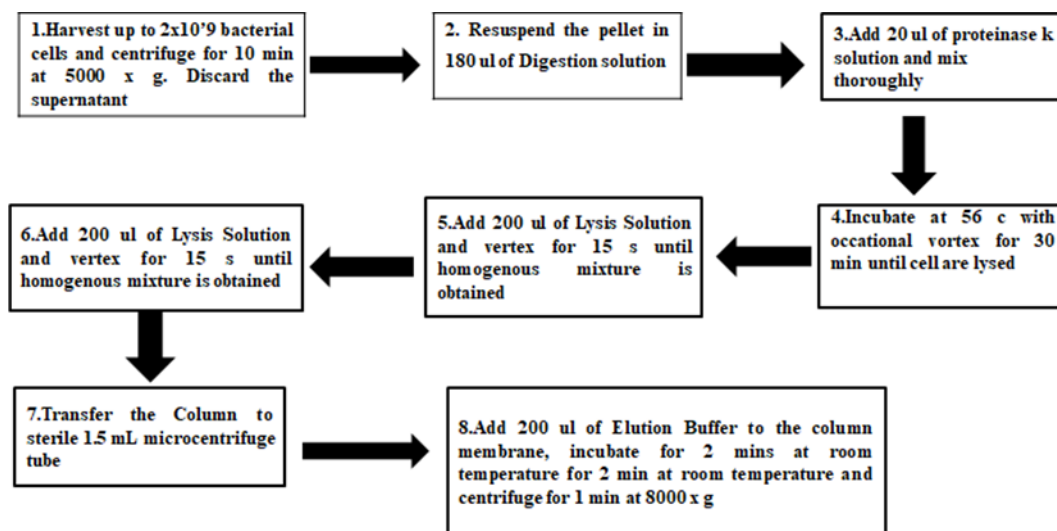 1.Harvest up to 2x10’9 bacterial
cells and centrifuge for 10 min
at 5000 x g. Discard the
supernatant
2. Resuspend the pellet in
180 ul of Digestion solution
3.Add 20 ul of proteinase k
solution and mix
thoroughly
4.Incubate at 56 c with
occational vortex for 30
min until cell are lysed
5.Add 200 ul of Lysis Solution
and vertex for 15 s until
homogenous mixture is
obtained
6.Add 200 ul of Lysis Solution
and vertex for 15 s until
homogenous mixture is obtained
7.Transfer the Column to
sterile 1.5 mL microcentrifuge
tube
8.Add 200 ul of Elution Buffer to the column
membrane, incubate for 2 mins at room
temperature for 2 min at room temperature and
centrifuge for 1 min at 8000 x g